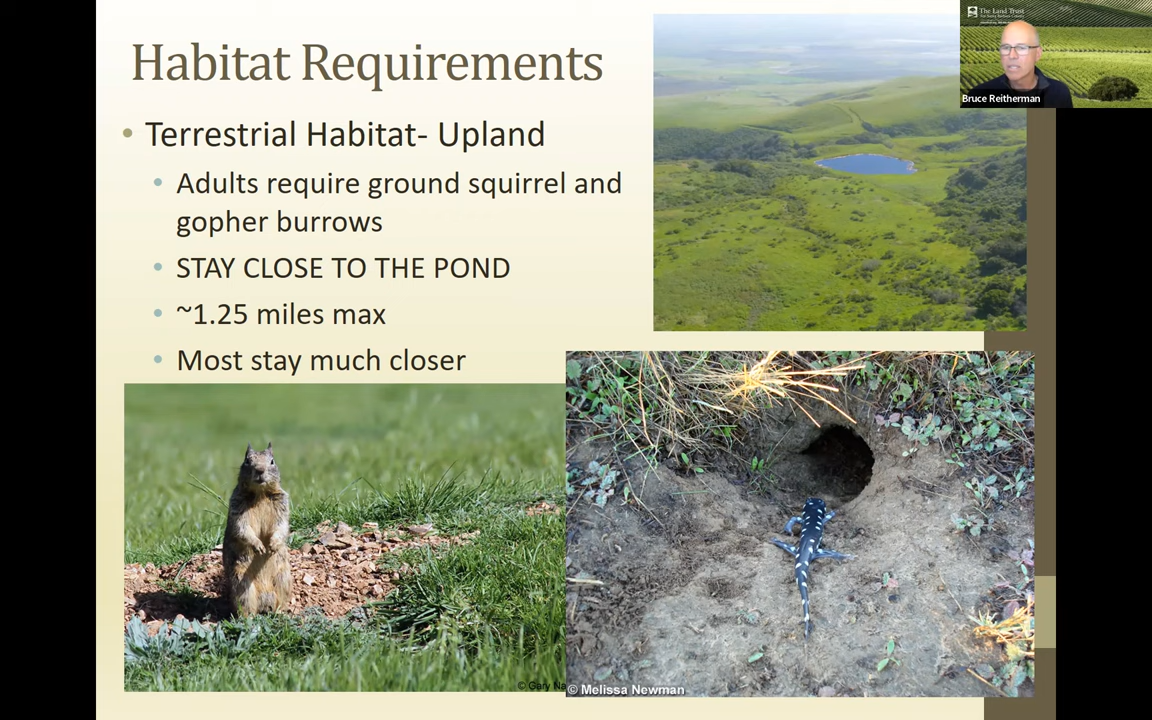 Habitat Requirements
• Terrestrial Habitat- Upland
• Adults require ground squirrel and
gopher burrows
• STAY CLOSE TO THE POND
• ~1.25 miles max
• Most stay much closer
The Land Trust
Bruce Reitherman
© Gary
© Melissa Newman